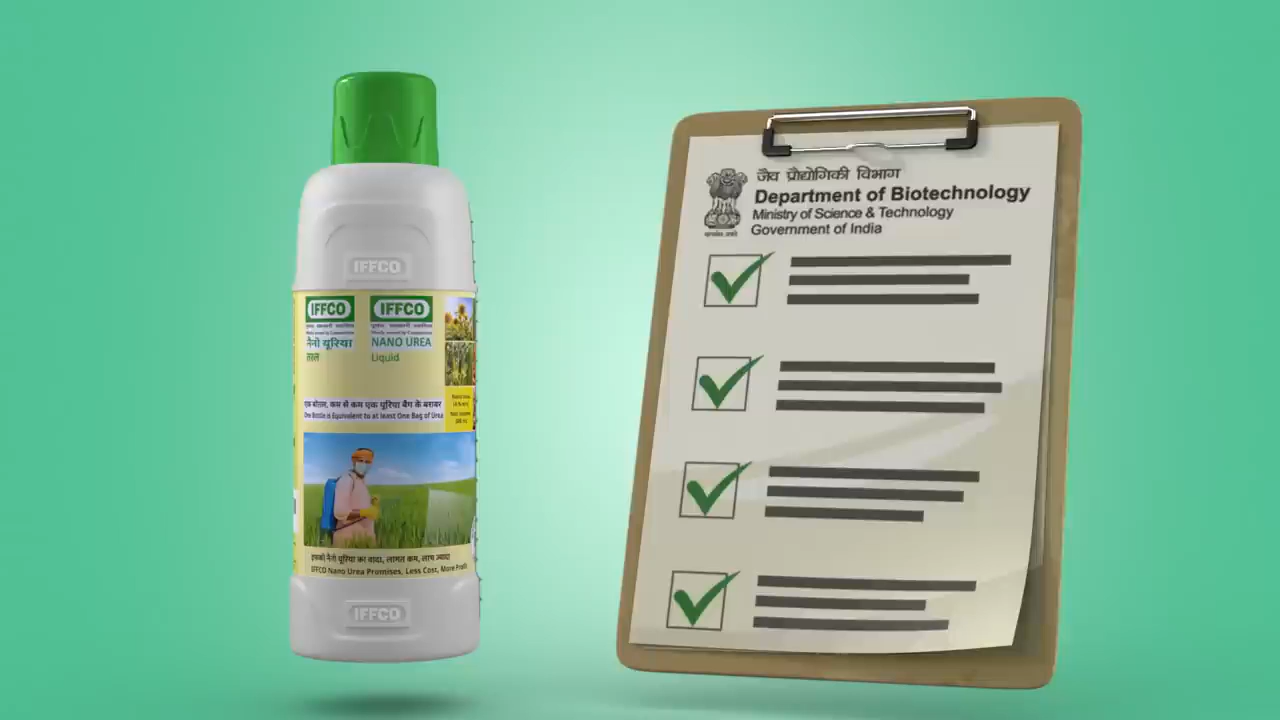 IFFCO
IFFCO
IFFCO
नैनो यूरिया
तरल
NANO UREA
Liquid
एक बोतल, कम से कम एक यूरिया बैग के बराबर
One Bottle is Equivalent to at least One Bag of Urea
इफको नैनो यूरिया का वादा, लागत कम, लाभ ज्यादा
IFFCO Nano Urea Promises, Less Cost, More Profit
IFFCO
जैव प्रौद्योगिकी विभाग
Department of Biotechnology
Ministry of Science & Technology
Government of India